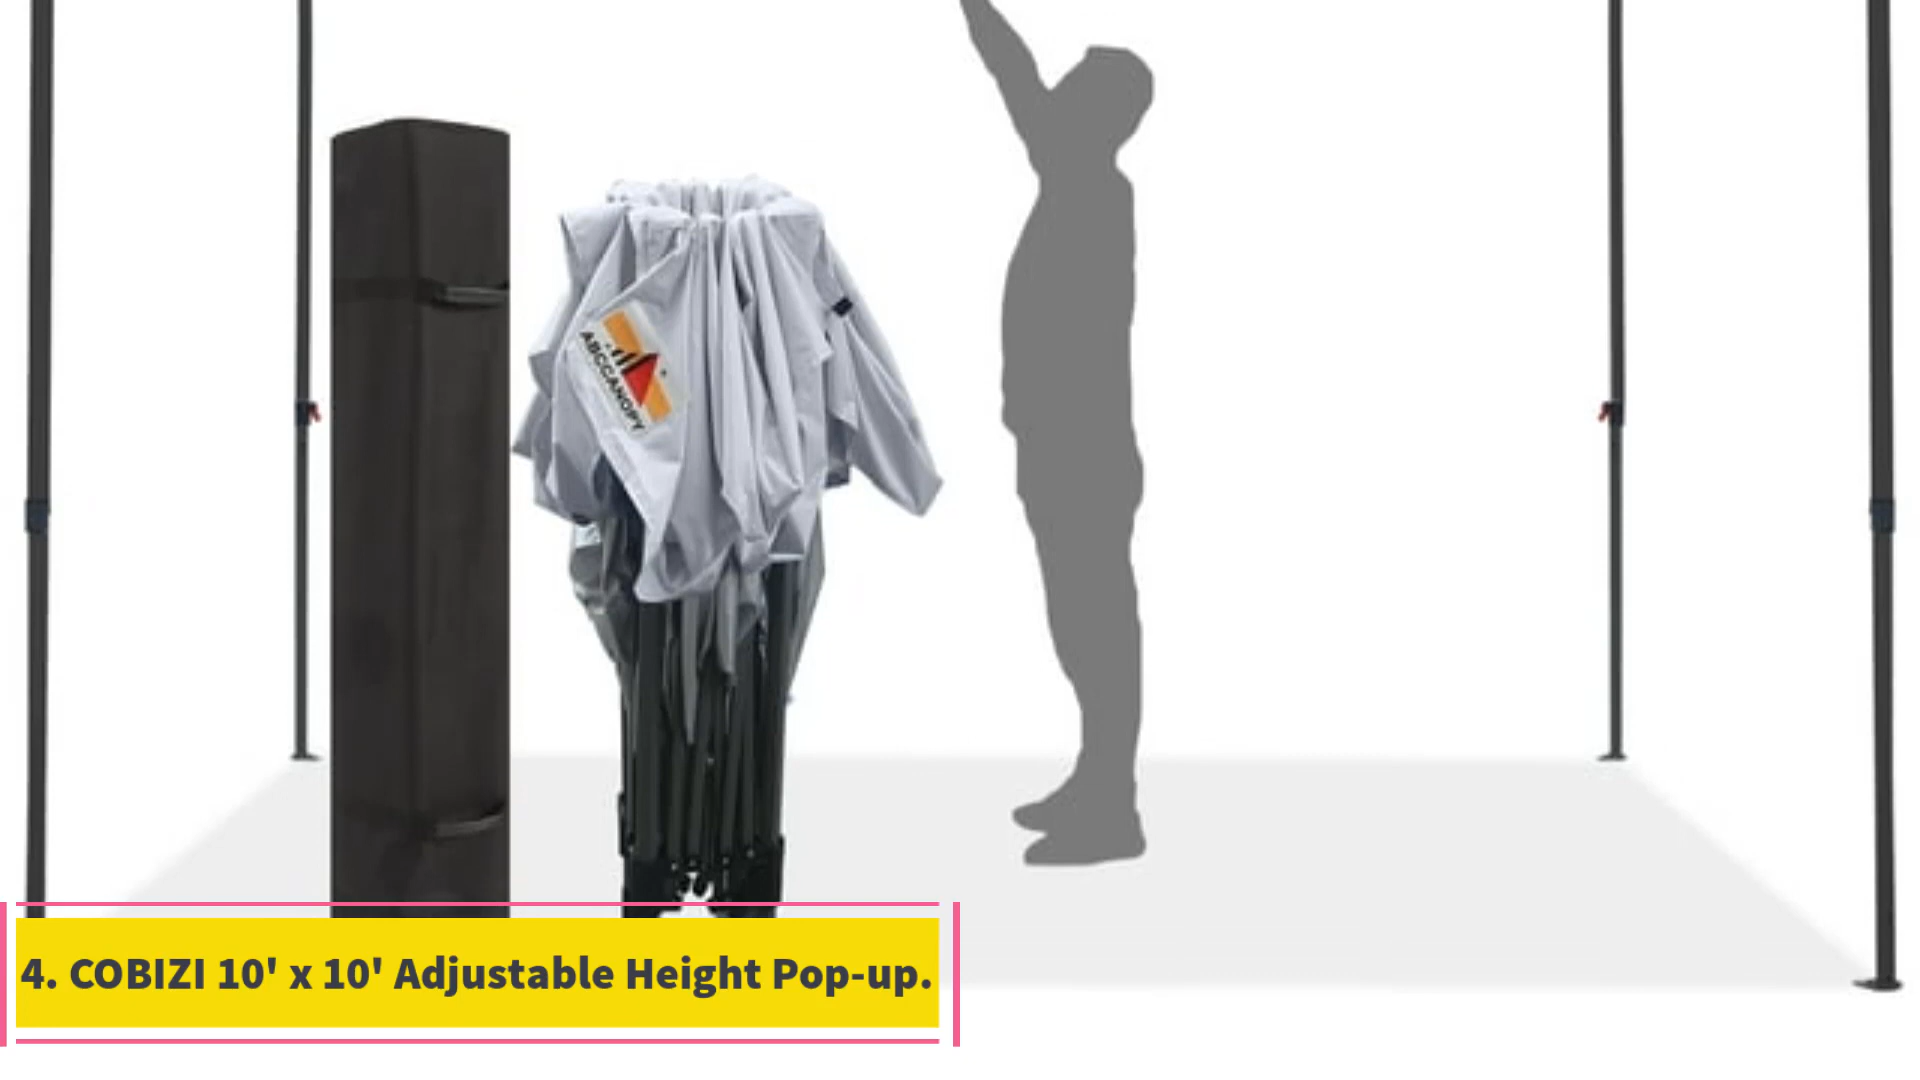 ABCCANOPY
4. COBIZI 10' x 10' Adjustable Height Pop-up.